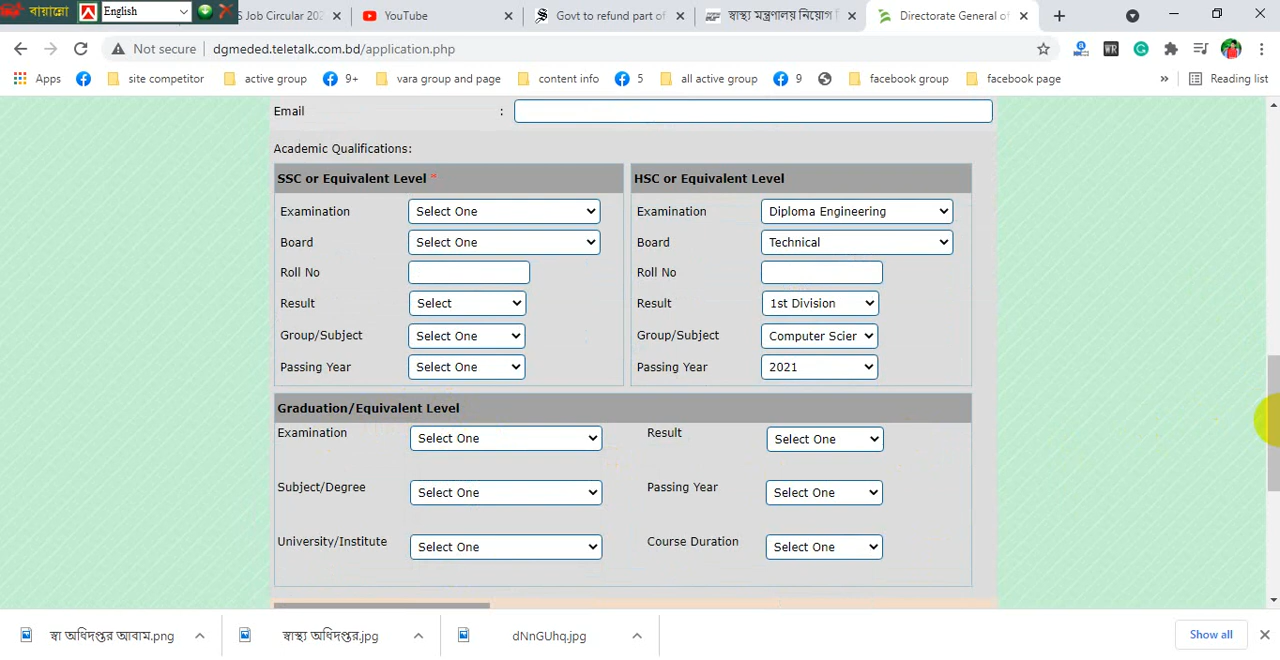 বায়ান্নো English S Job Circular 202 YouTube Govt to refund part of স্বাস্থ্য মন্ত্রণালয় নিয়োগ Directorate General of
Not secure dgmeded.teletalk.com.bd/application.php
Apps site competitor active group 9+ vara group and page content info 5 all active group 9 facebook group facebook page » Reading list
Email :
Academic Qualifications:
SSC or Equivalent Level * HSC or Equivalent Level
Examination Select One Examination Diploma Engineering
Board Select One Board Technical
Roll No Roll No
Result Select Result 1st Division
Group/Subject Select One Group/Subject Computer Scier
Passing Year Select One Passing Year 2021
Graduation/Equivalent Level
Examination Select One Result Select One
Subject/Degree Select One Passing Year Select One
University/Institute Select One Course Duration Select One
স্বা অধিদপ্তর আবাম.png স্বাস্থ্য অধিদপ্তর.jpg dNnGUhq.jpg Show all